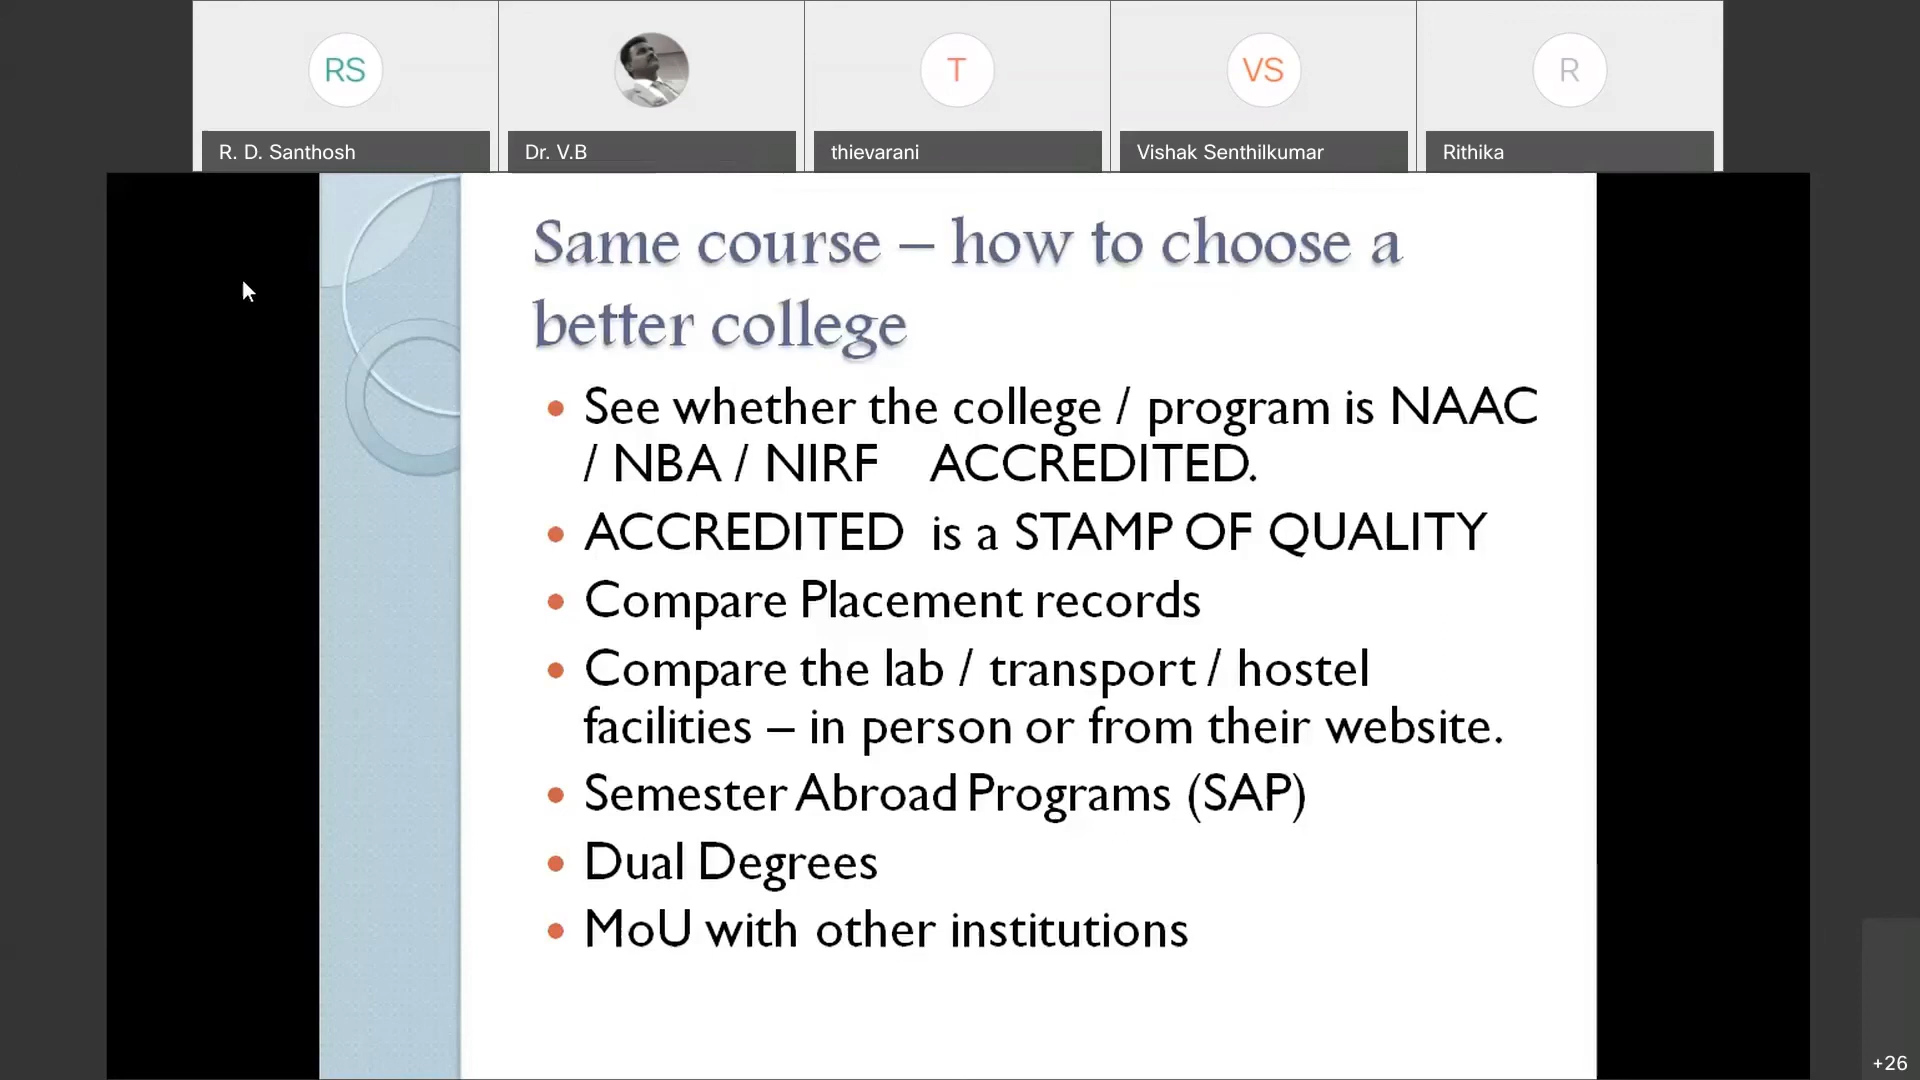 RS
T
VS
R
R. D. Santhosh
Dr. V.B
thievarani
Vishak Senthilkumar
Rithika
Same course – how to choose a
better college
• See whether the college / program is NAAC
/ NBA / NIRF ACCREDITED.
• ACCREDITED is a STAMP OF QUALITY
• Compare Placement records
• Compare the lab / transport / hostel
facilities – in person or from their website.
• Semester Abroad Programs (SAP)
• Dual Degrees
• MoU with other institutions
+26